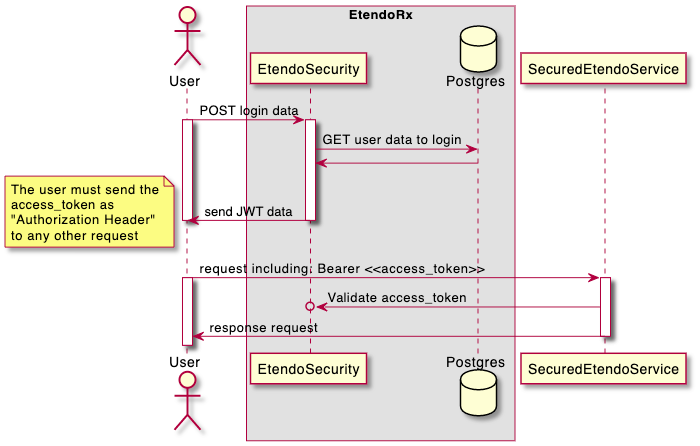 EtendoRx
User
EtendoSecurity
Postgres
SecuredEtendoService
POST login data
GET user data to login
The user must send the
access_token as
"Authorization Header"
to any other request
send JWT data
request including: Bearer <<access_token>>
Validate access_token
response request
User
EtendoSecurity
Postgres
SecuredEtendoService